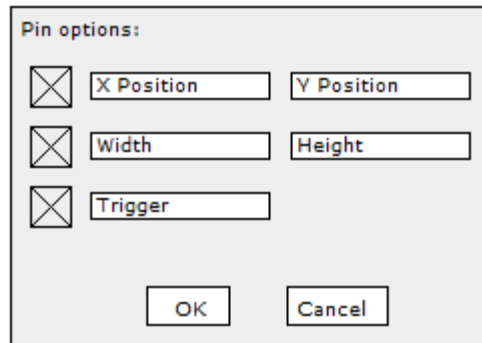 Pin options:
X Position Y Position
Width Height
Trigger
OK Cancel